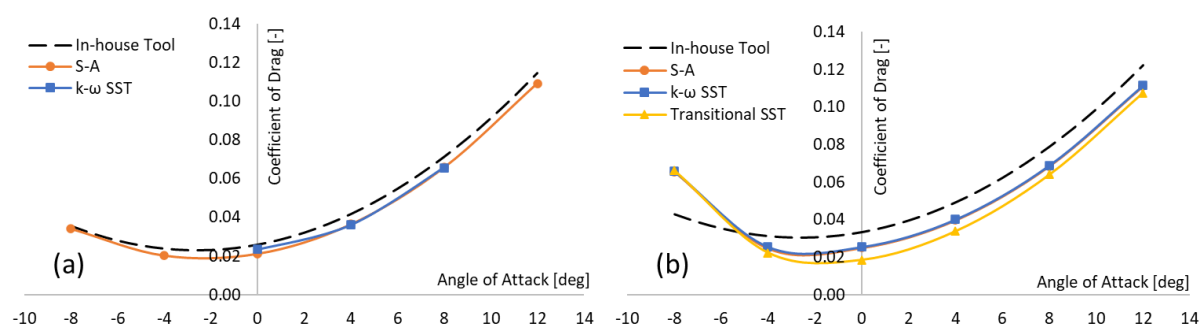 0.14
0.12
0.10
0.08
0.06
0.04
0.02
0.00
In-house Tool
S-A
k-ω SST
Coefficient of Drag [-]
(a)
Angle of Attack [deg]
-10 -8 -6 -4 -2 0 2 4 6 8 10 12 14
0.14
0.12
0.10
0.08
0.06
0.04
0.02
0.00
In-house Tool
S-A
k-ω SST
Transitional SST
Coefficient of Drag [-]
(b)
Angle of Attack [deg]
-10 -8 -6 -4 -2 0 2 4 6 8 10 12 14